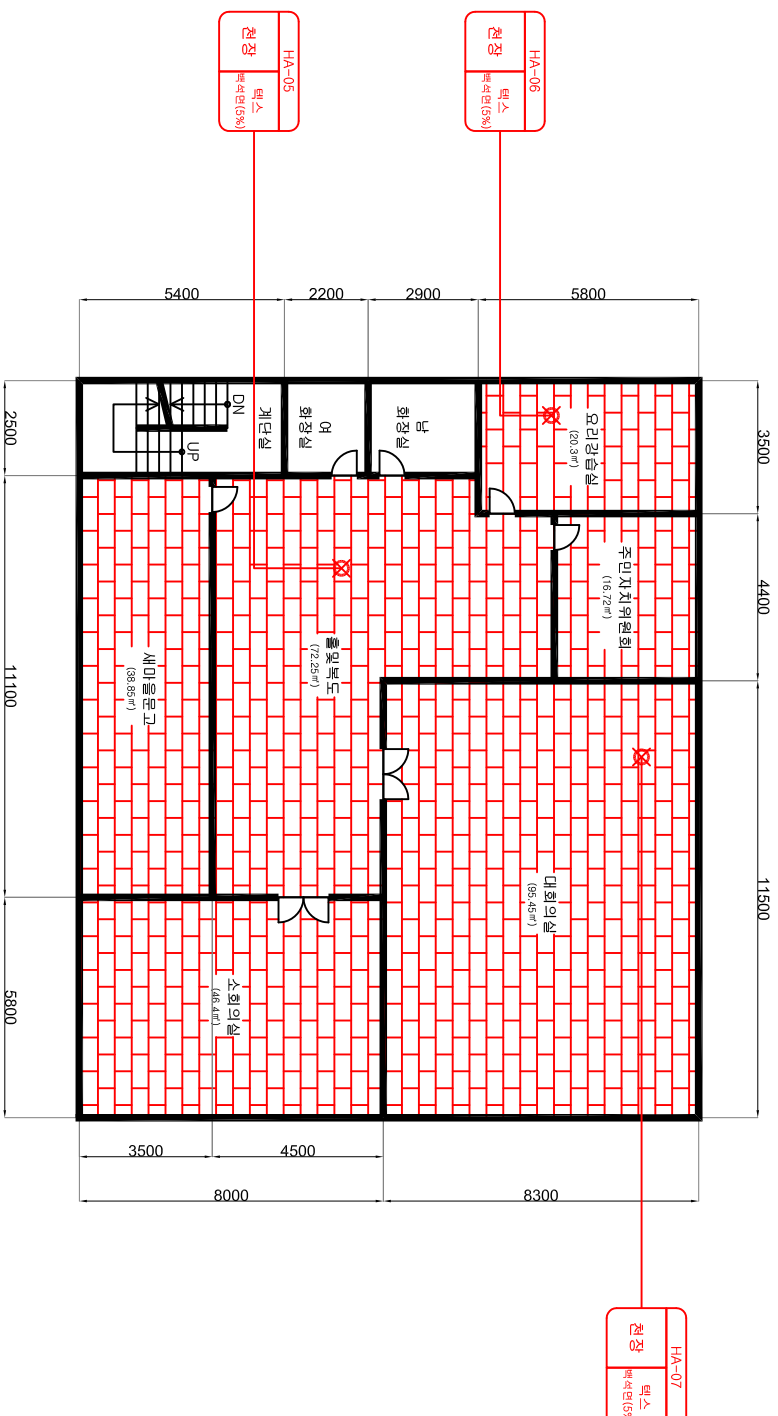 HA-06
천장
텍스
백석면(5%)
HA-05
천장
텍스
백석면(5%)
HA-07
천장
텍스
백석면(5%
3500
4400
11500
5800
2900
2200
5400
요리강습실
(20.3㎡)
주민자치위원회
(16.72㎡)
대회의실
(95.45㎡)
남
화장실
여
화장실
계단실
DN
UP
홀및복도
(72.25㎡)
새마을문고
(38.85㎡)
소회의실
(46.4㎡)
8300
8000
4500
3500
2500
11100
5800